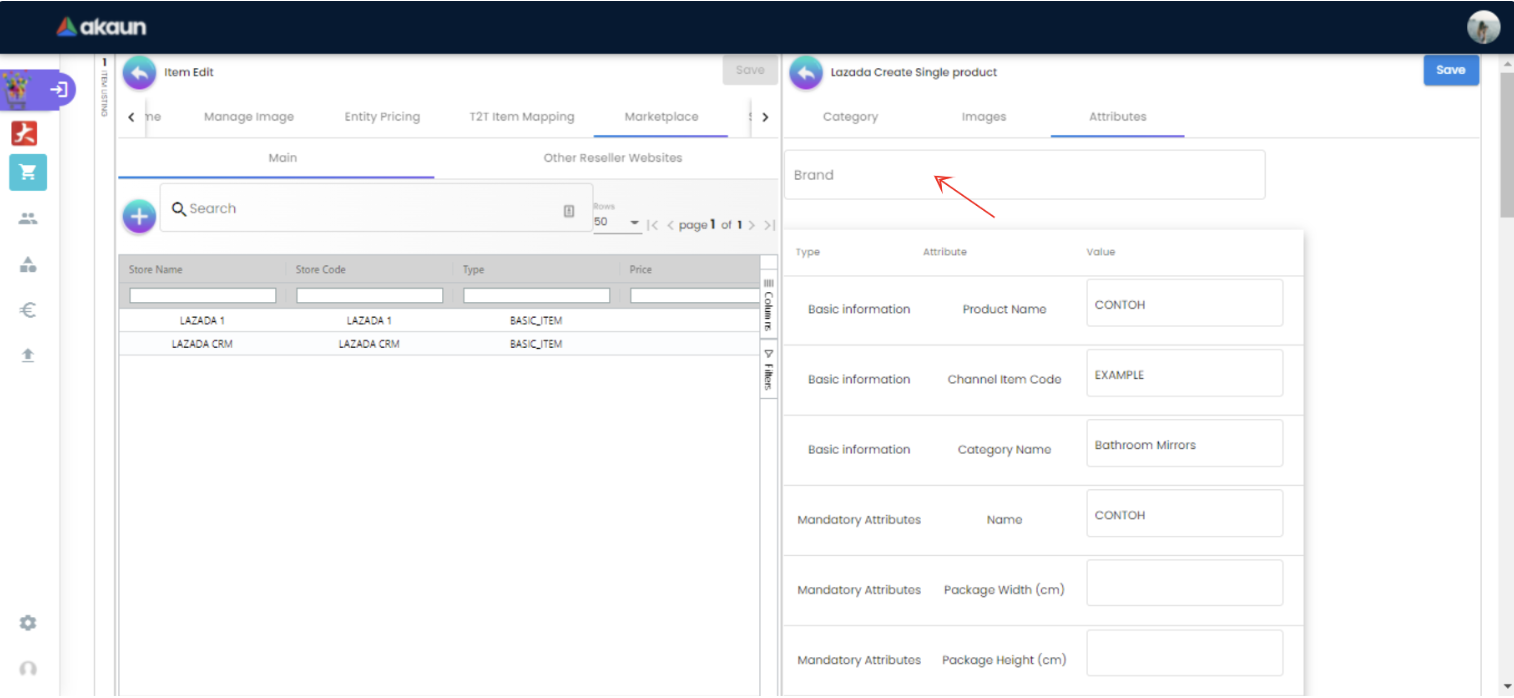 akaun
1 ITEM LISTING
Item Edit
Save
Manage Image
Entity Pricing
T2T Item Mapping
Marketplace
Main
Other Reseller Websites
Search
Rows
50
page 1 of 1
Store Name Store Code Type Price
LAZADA 1 LAZADA 1 BASIC_ITEM
LAZADA CRM LAZADA CRM BASIC_ITEM
Columns
Filters
Lazada Create Single product
Save
Category
Images
Attributes
Brand
Type Attribute Value
Basic information Product Name CONTOH
Basic information Channel Item Code EXAMPLE
Basic information Category Name Bathroom Mirrors
Mandatory Attributes Name CONTOH
Mandatory Attributes Package Width (cm)
Mandatory Attributes Package Height (cm)